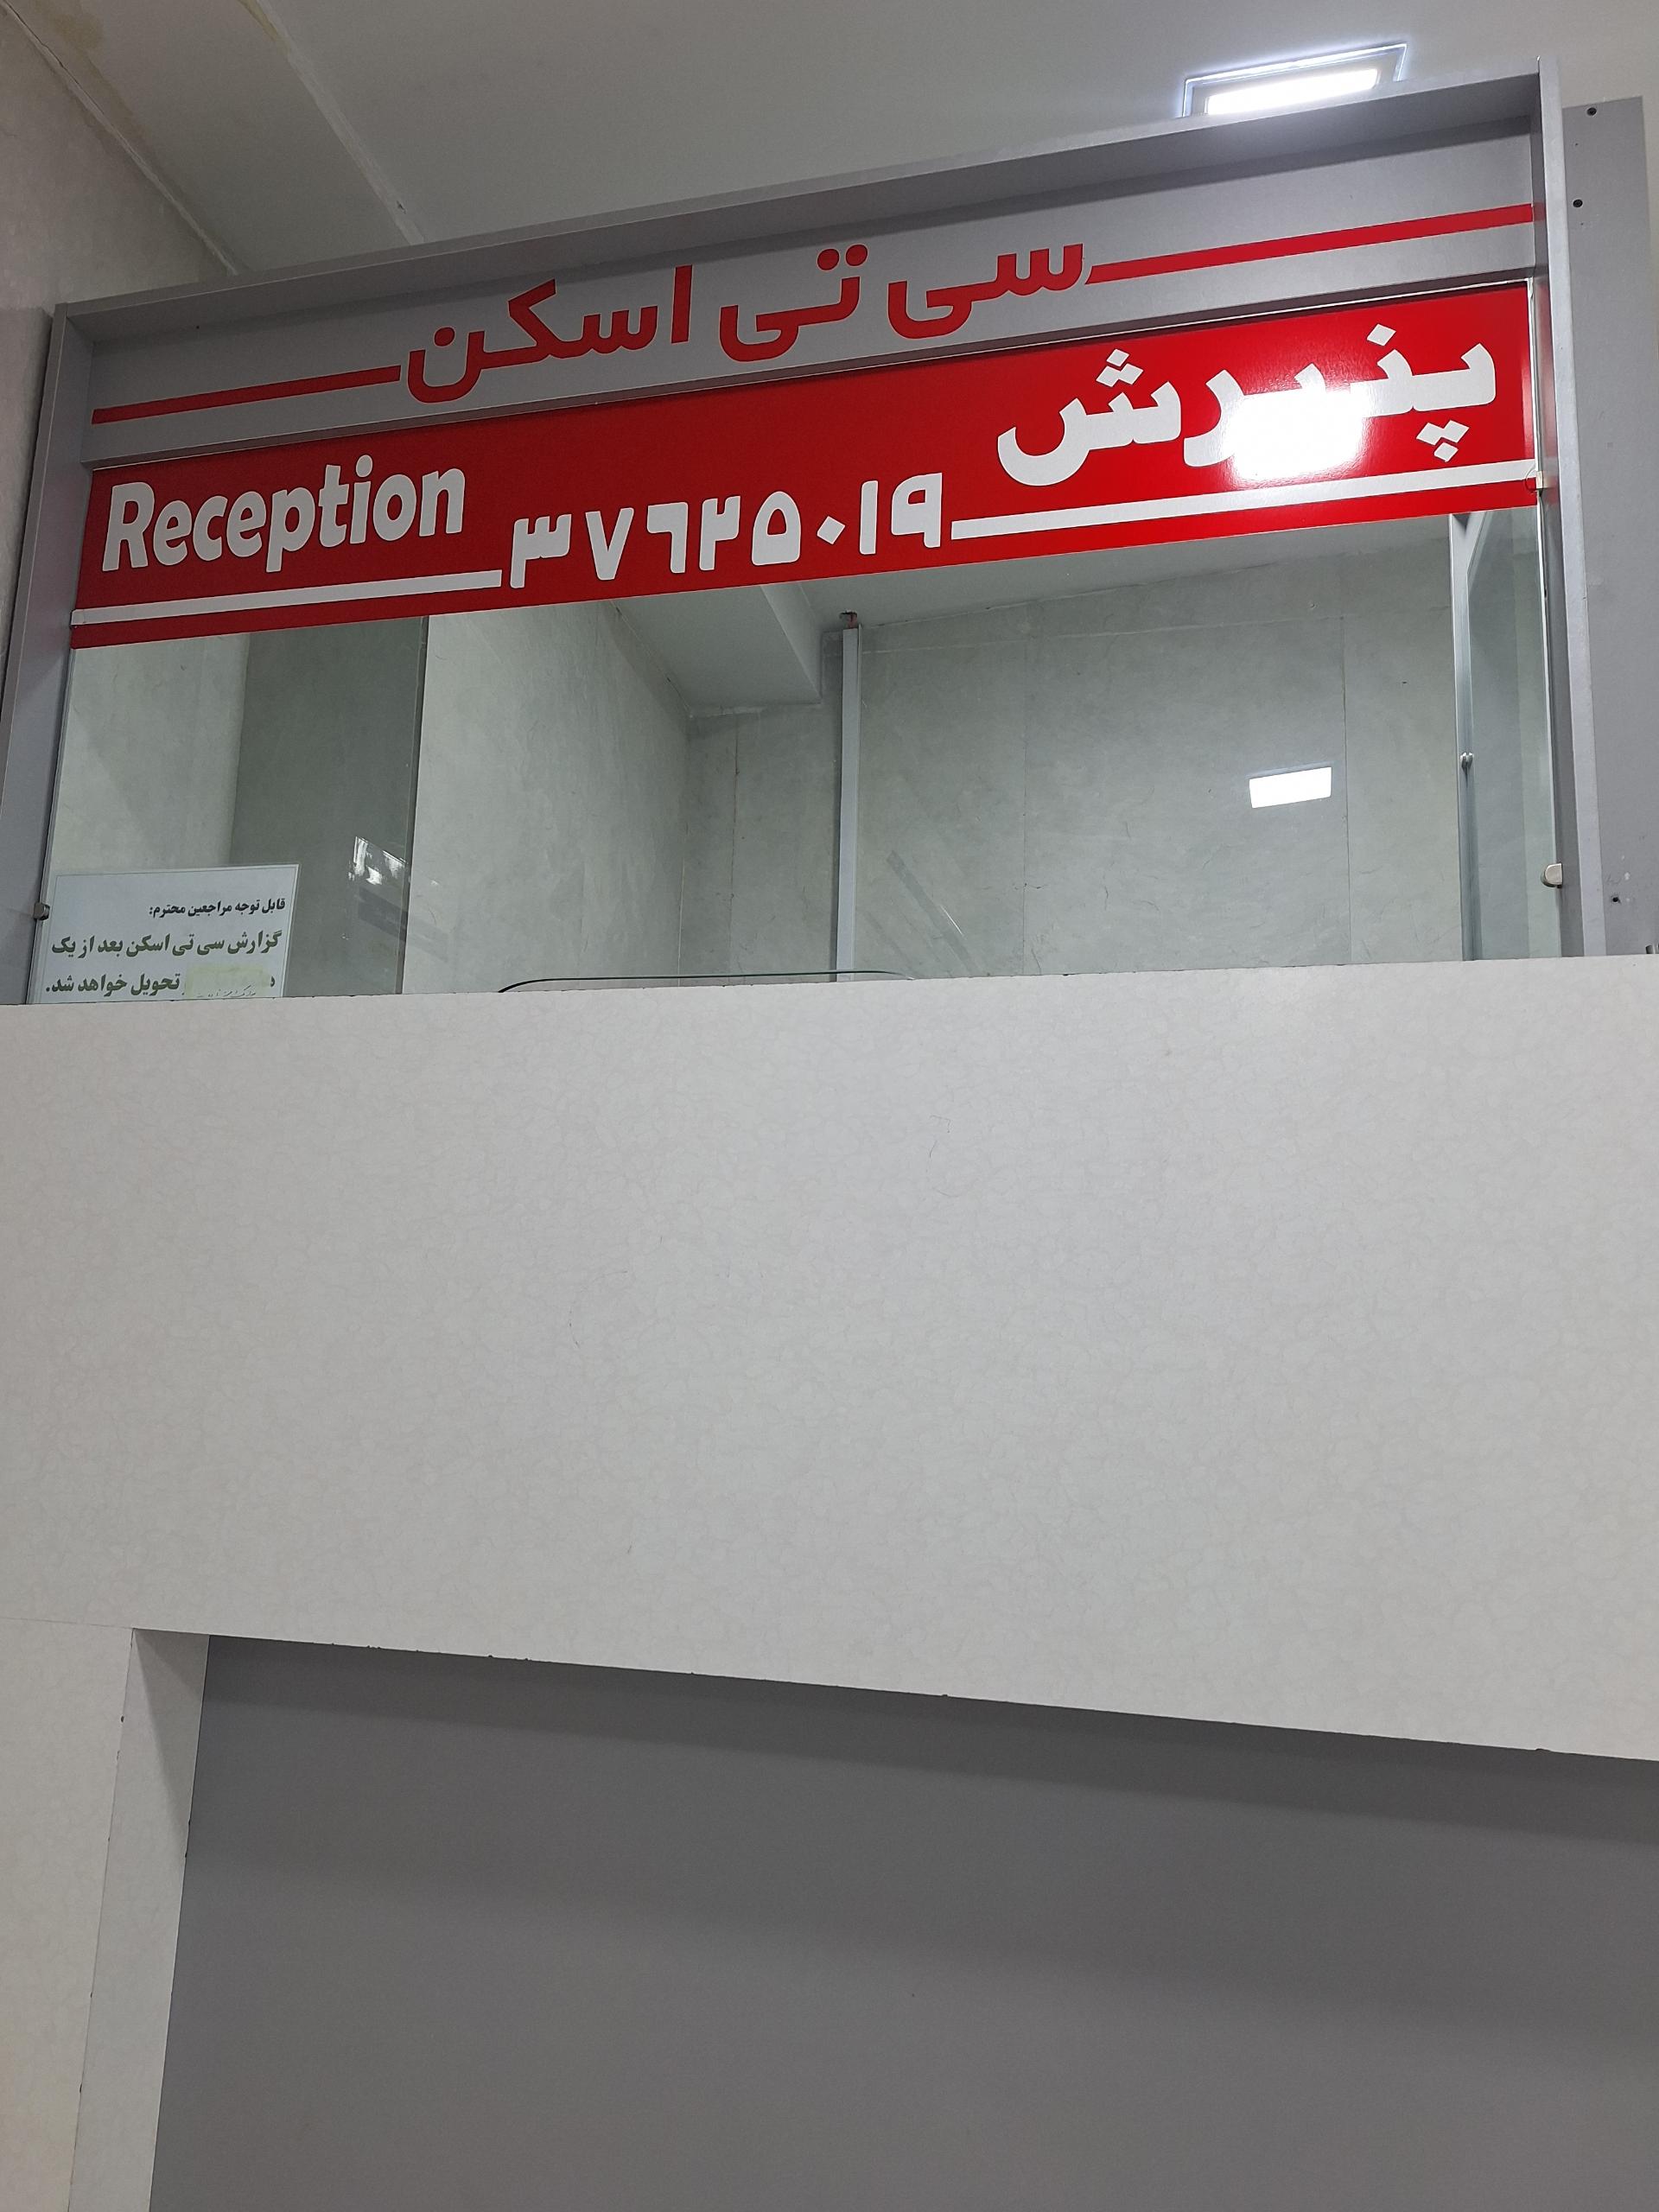 سی تی اسکن
پذیرش
۳۷۶۲۵۰۱۹
Reception
قابل توجه مراجعین محترم:
گزارش سی تی اسکن بعد از یک
تحویل خواهد شد.